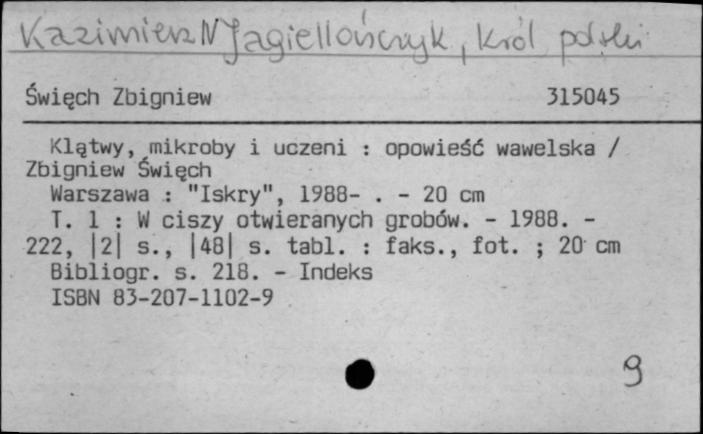 Kazimierz IV Jagiellończyk, król polski
Święch Zbigniew 315045
Klątwy, mikroby i uczeni : opowieść wawelska /
Zbigniew Święch
Warszawa : "Iskry", 1988- . - 20 cm
T. 1 : W ciszy otwieranych grobów. - 1988. -
222, |2| s., |48| s. tabl. : faks., fot. ; 20 cm
Bibliogr. s. 218. - Indeks
ISBN 83-207-1102-9
9